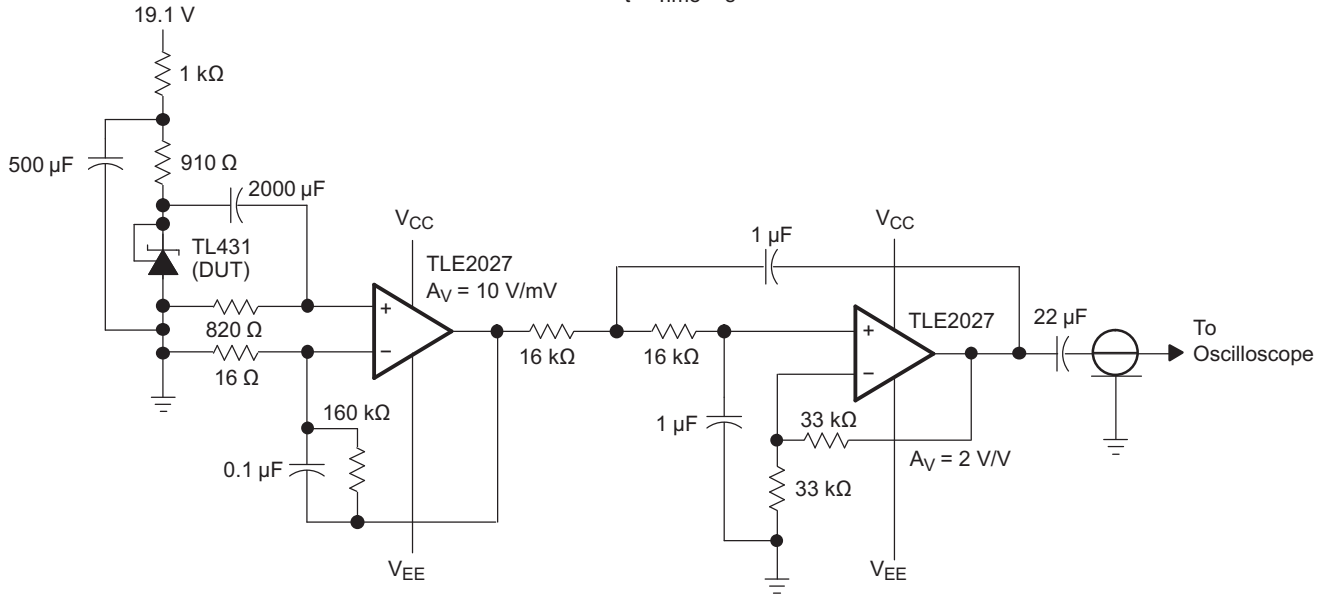 19.1 V
1 kΩ
500 µF
910 Ω
2000 µF
TL431
(DUT)
820 Ω
16 Ω
160 kΩ
0.1 µF
VCC
TLE2027
AV = 10 V/mV
+
−
VEE
16 kΩ
16 kΩ
1 µF
1 µF
VCC
TLE2027
+
−
33 kΩ
AV = 2 V/V
33 kΩ
VEE
22 µF
To
Oscilloscope